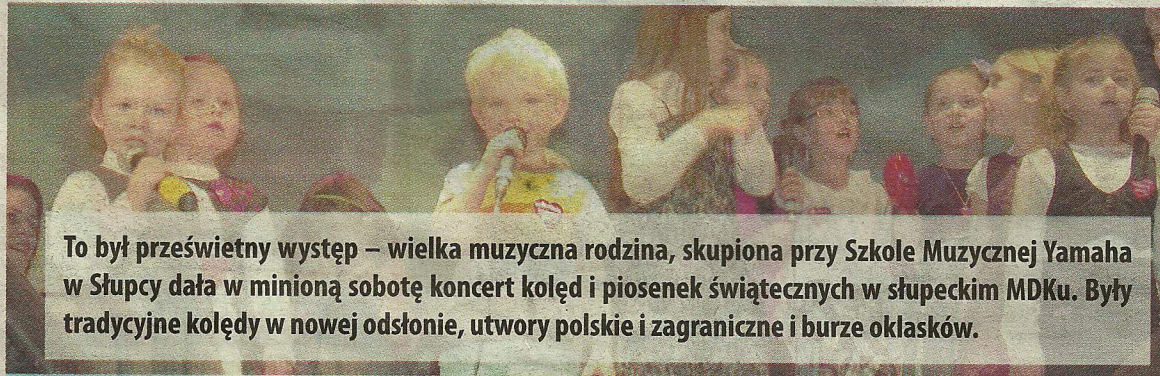 To był prześwietny występ – wielka muzyczna rodzina, skupiona przy Szkole Muzycznej Yamaha
w Słupcy dała w minioną sobotę koncert kolęd i piosenek świątecznych w słupeckim MDKu. Były
tradycyjne kolędy w nowej odsłonie, utwory polskie i zagraniczne i burze oklasków.